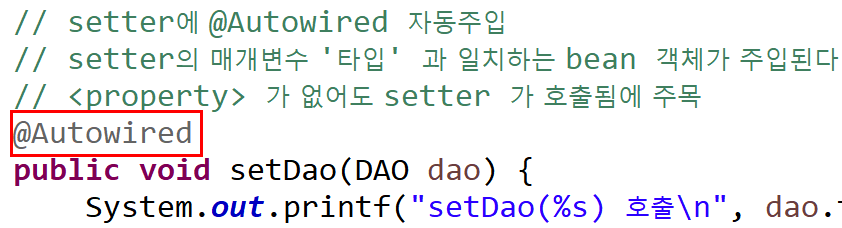 // setter에 @Autowired 자동주입
// setter의 매개변수 '타입' 과 일치하는 bean 객체가 주입된다
// <property> 가 없어도 setter 가 호출됨에 주목
@Autowired
public void setDao(DAO dao) {
System.out.printf("setDao(%s) 호출\n", dao.